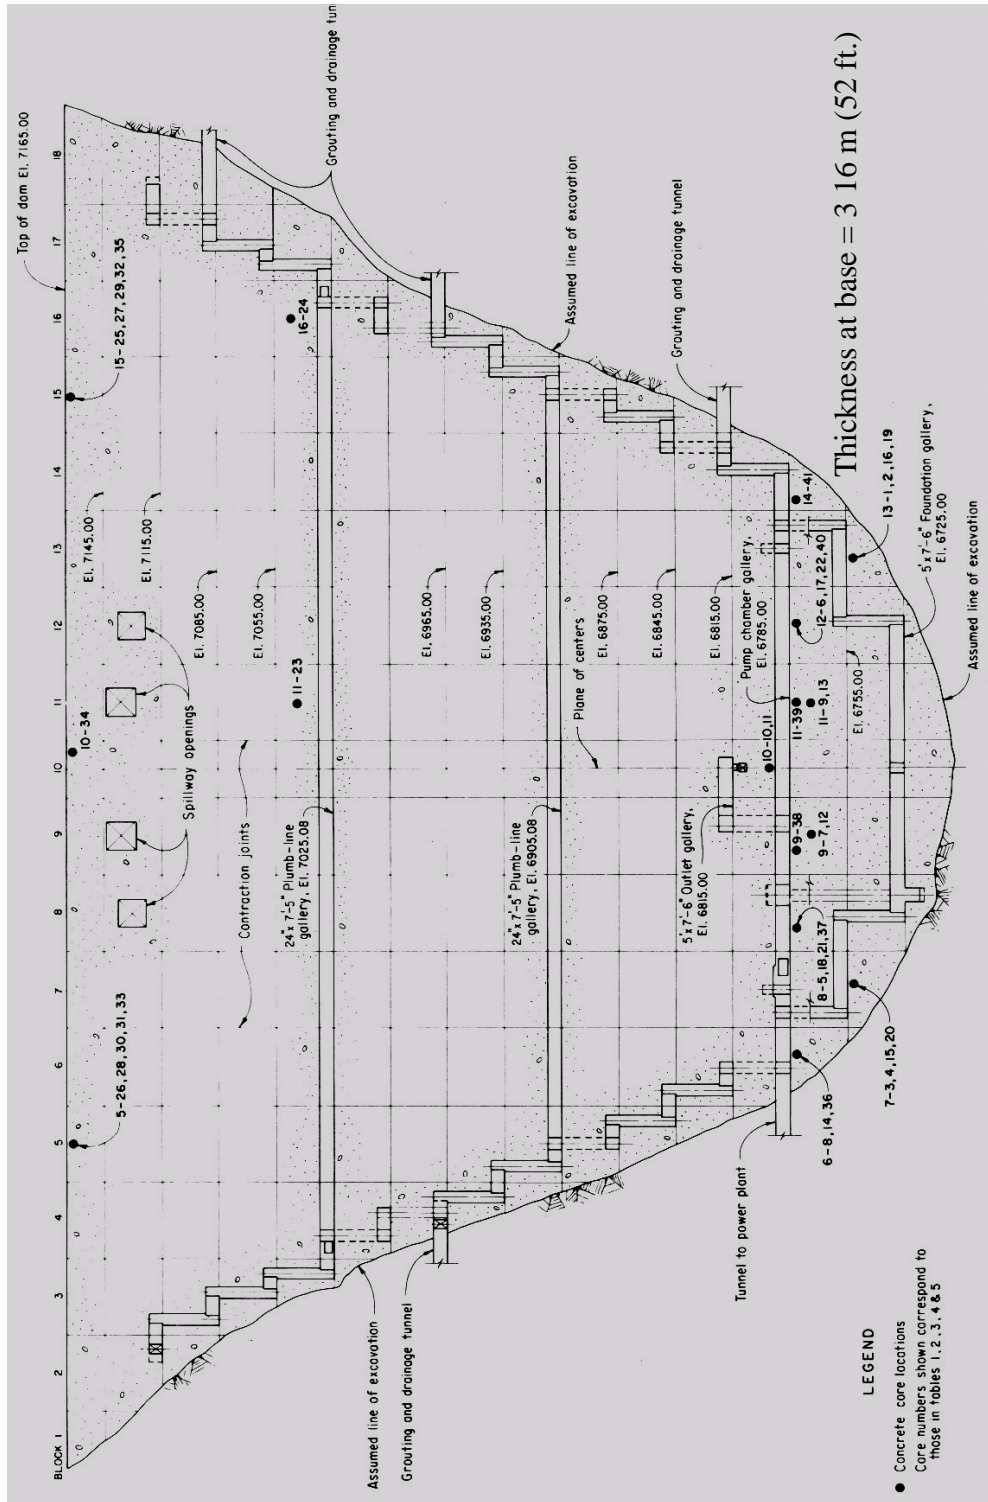 BLOCK 1
2
3
4
5
6
7
8
9
10
11
12
13
14
15
16
17
18
Top of dam El. 7165.00
5-26, 28, 30, 31, 33
10-34
15-25, 27, 29, 32, 35
El. 7145.00
El. 7115.00
Spillway openings
El. 7085.00
Contraction joints
El. 7055.00
11-23
16-24
24" x 7'-5" Plumb-line
gallery, El. 7025.08
Grouting and drainage tun
Assumed line of excavation
Grouting and drainage tunnel
El. 6965.00
El. 6935.00
24" x 7'-5" Plumb-line
gallery, El. 6905.08
Assumed line of excavation
Plane of centers
El. 6875.00
El. 6845.00
El. 6815.00
Grouting and drainage tunnel
5' x 7'-6" Outlet gallery,
El. 6815.00
Pump chamber gallery,
El. 6785.00
Tunnel to power plant
10-10, 11
9-38
11-39
14-41
6-8, 14, 36
8-5, 18, 21, 37
9-7, 12
11-9, 13
12-6, 17, 22, 40
El. 6755.00
Thickness at base = 3 16 m (52 ft.)
7-3, 4, 15, 20
13-1, 2, 16, 19
5' x 7'-6" Foundation gallery,
El. 6725.00
Assumed line of excavation
LEGEND
Concrete core locations
Core numbers shown correspond to
those in tables 1, 2, 3, 4 & 5